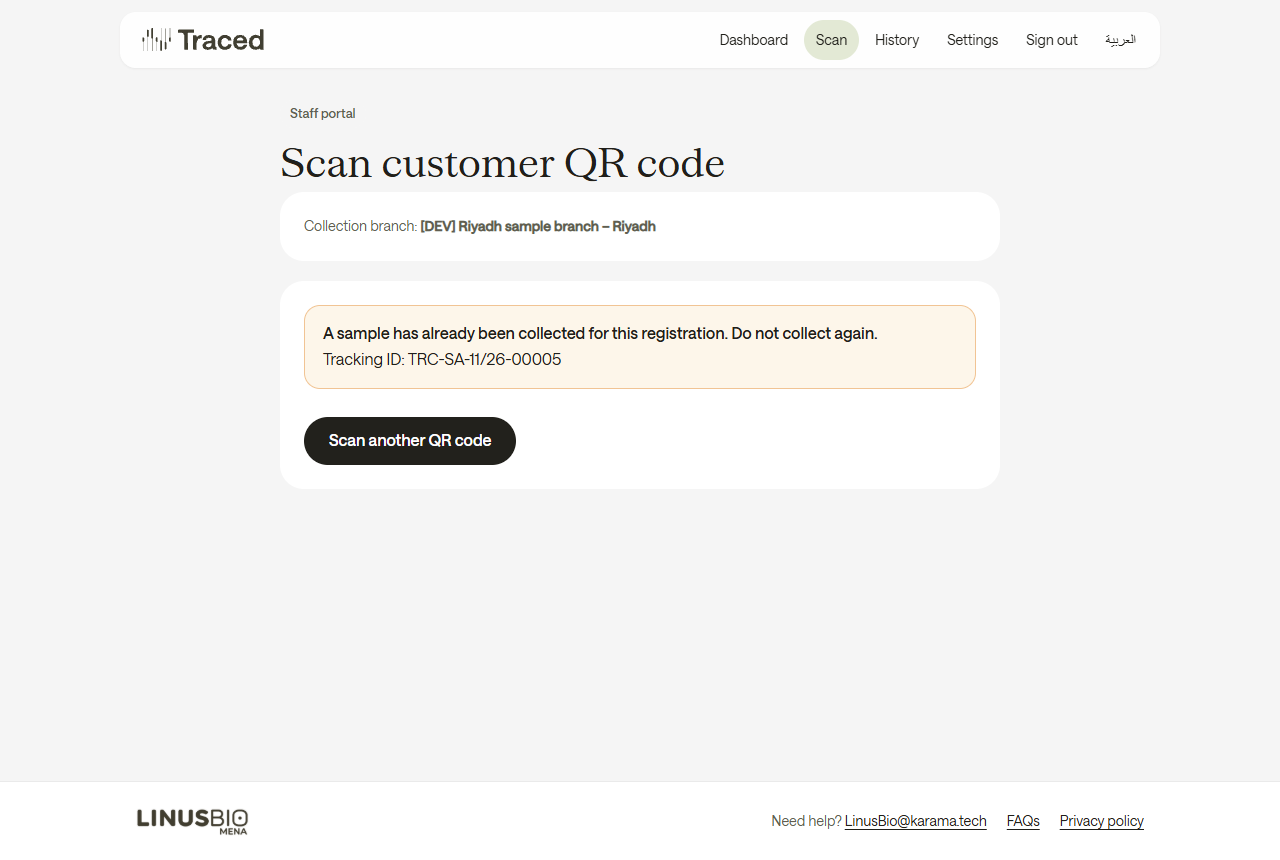 Traced
Dashboard
Scan
History
Settings
Sign out
العربية
Staff portal
Scan customer QR code
Collection branch: [DEV] Riyadh sample branch – Riyadh
A sample has already been collected for this registration. Do not collect again.
Tracking ID: TRC-SA-11/26-00005
Scan another QR code
LINUSBIO
MENA
Need help? LinusBio@karama.tech
FAQs
Privacy policy